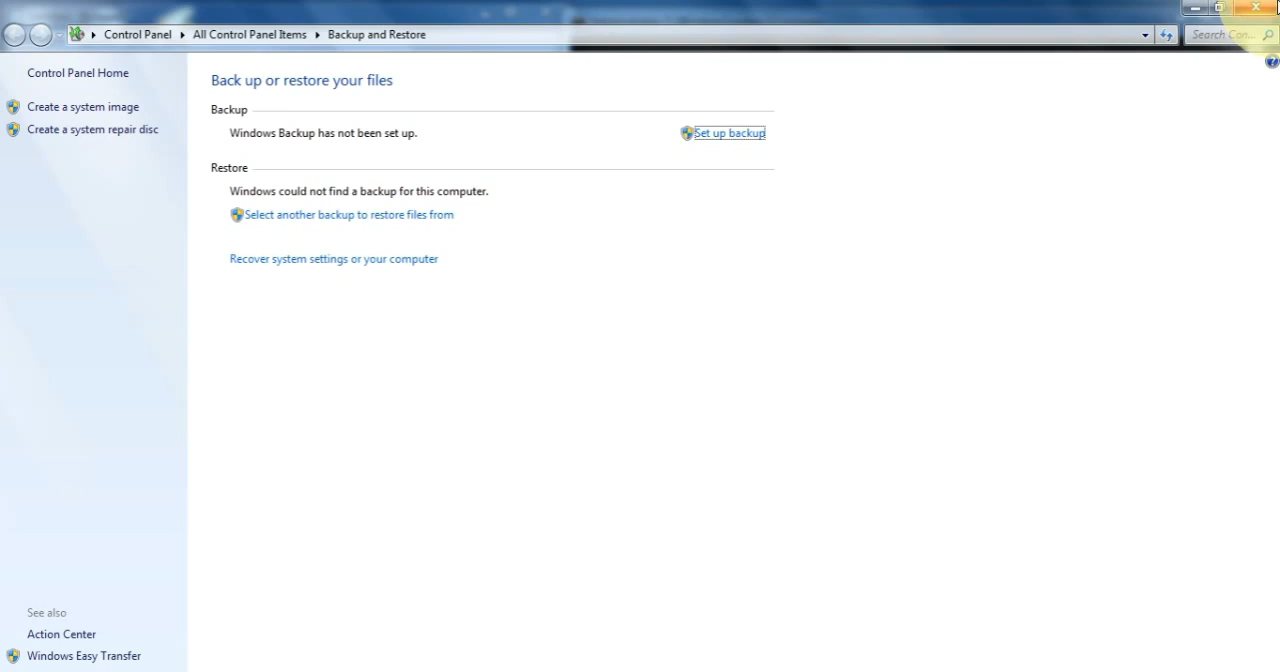 Control Panel ▸ All Control Panel Items ▸ Backup and Restore
Search Con...
Control Panel Home
Create a system image
Create a system repair disc
Back up or restore your files
Backup
Windows Backup has not been set up.
Set up backup
Restore
Windows could not find a backup for this computer.
Select another backup to restore files from
Recover system settings or your computer
See also
Action Center
Windows Easy Transfer